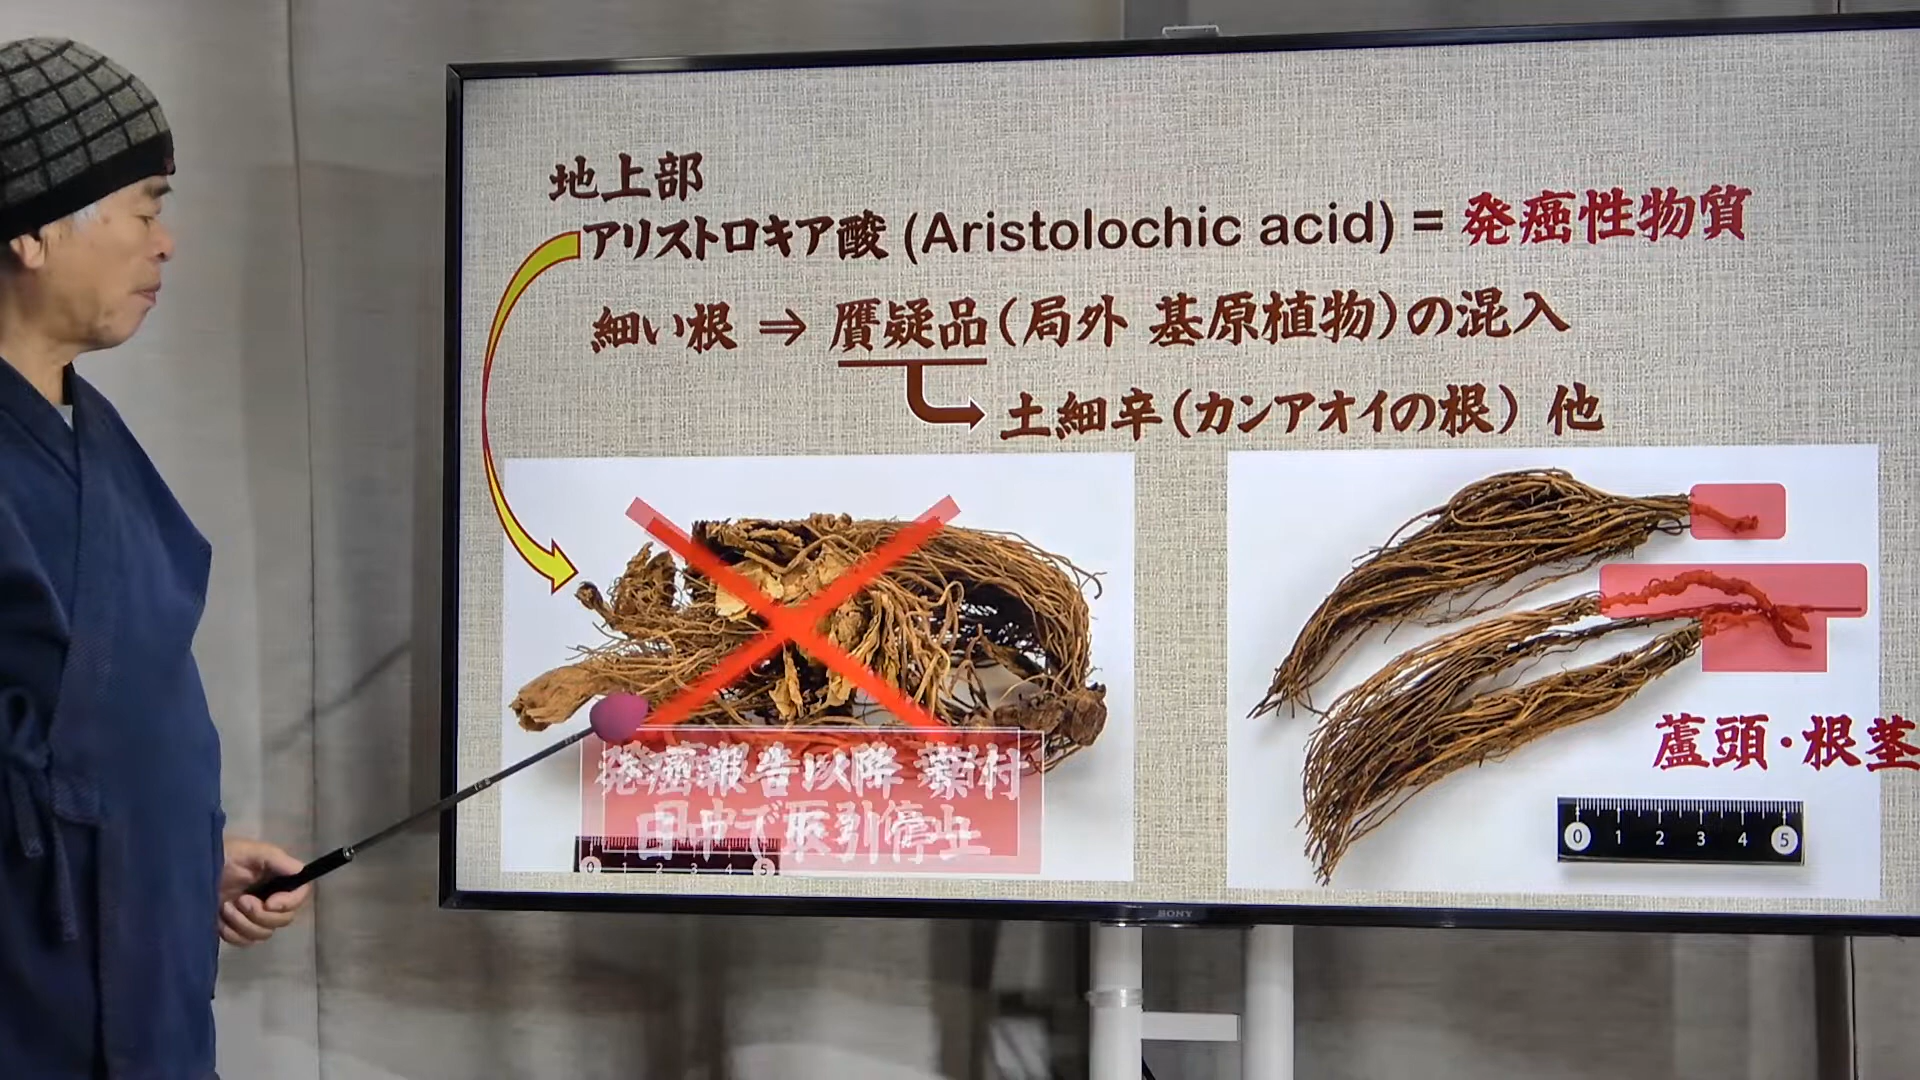 地上部
アリストロキア酸 (Aristolochic acid) = 発癌性物質
細い根 ⇒ 贋疑品(局外 基原植物)の混入
土細辛(カンアオイの根) 他
発癌報告以降 葉付
日中で取引停止
0 1 2 3 4 5
蘆頭・根茎
0 1 2 3 4 5
SONY